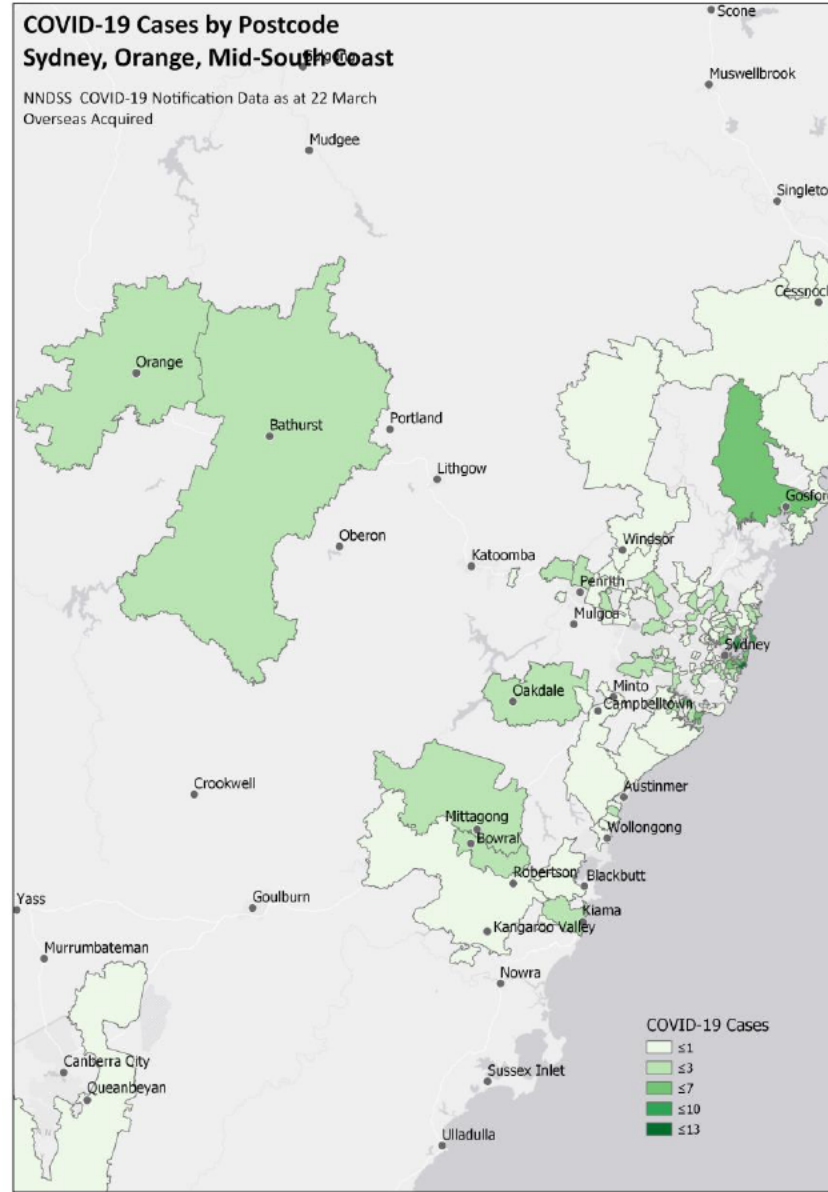 COVID-19 Cases by Postcode
Sydney, Orange, Mid-South Coast
NNDSS COVID-19 Notification Data as at 22 March
Overseas Acquired
Scone
Muswellbrook
Mudgee
Singleto
Cessnock
Orange
Bathurst
Portland
Lithgow
Gosford
Oberon
Windsor
Katoomba
Penrith
Mulgoa
Sydney
Oakdale
Minto
Campbelltown
Crookwell
Austinmer
Mittagong
Wollongong
Bowral
Robertson
Blackbutt
Yass
Goulburn
Kiama
Kangaroo Valley
Murrumbateman
Nowra
COVID-19 Cases
≤1
≤3
≤7
≤10
≤13
Canberra City
Queanbeyan
Sussex Inlet
Ulladulla